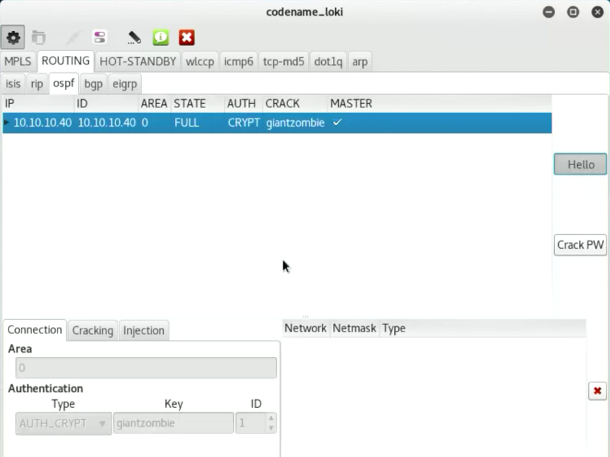 codename_loki
MPLS ROUTING HOT-STANDBY wlccp icmp6 tcp-md5 dot1q arp
isis rip ospf bgp eigrp
IP ID AREA STATE AUTH CRACK MASTER
10.10.10.40 10.10.10.40 0 FULL CRYPT giantzombie
Hello
Crack PW
Connection Cracking Injection
Network Netmask Type
Area
0
Authentication
Type Key ID
AUTH_CRYPT giantzombie 1